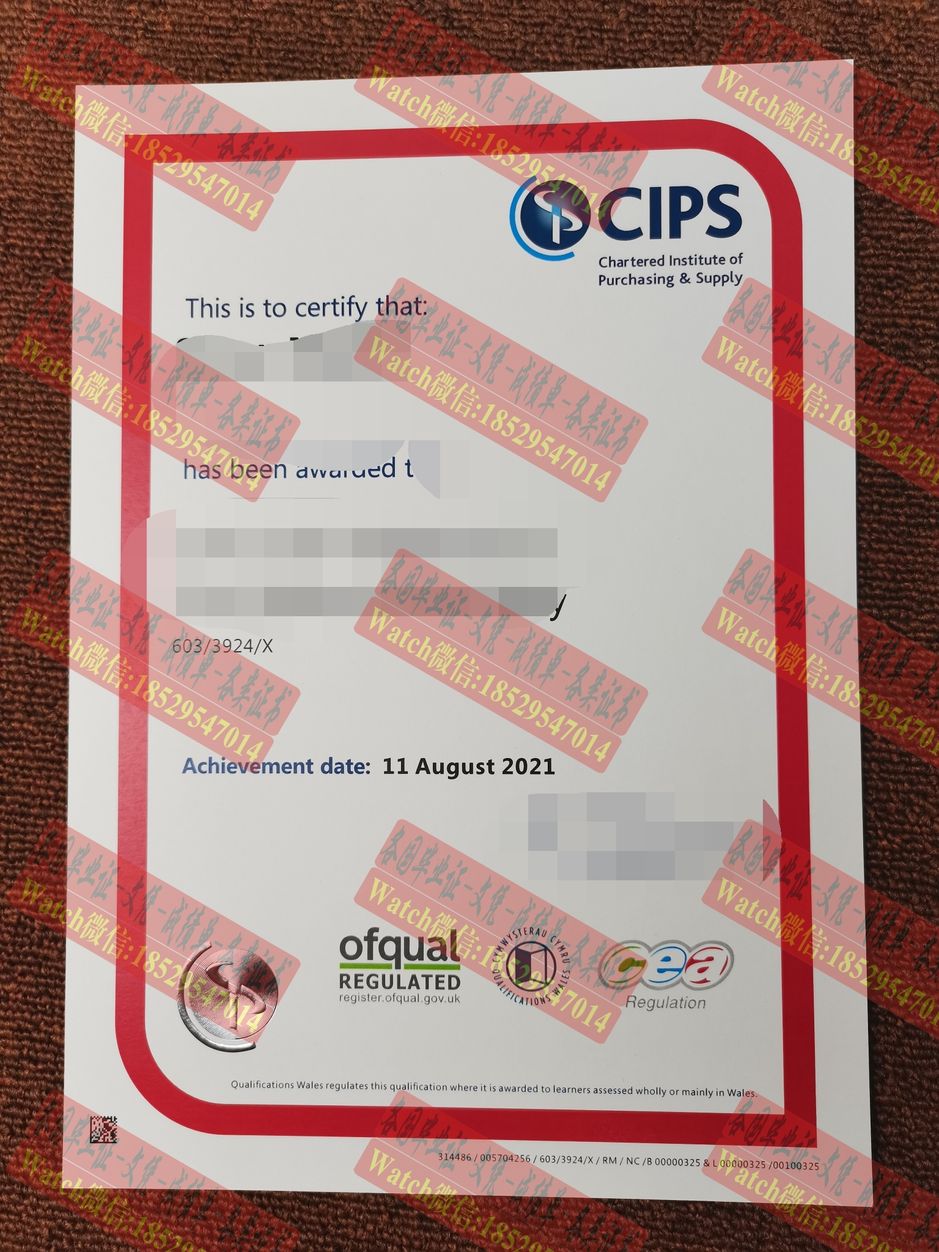 CIPS
Chartered Institute of
Purchasing & Supply
This is to certify that:
has been awarded t
y
603/3924/X
Achievement date: 11 August 2021
ofqual
REGULATED
register.ofqual.gov.uk
CYMWYSTERAU CYMRU
QUALIFICATIONS WALES
ccea
Regulation
Qualifications Wales regulates this qualification where it is awarded to learners assessed wholly or mainly in Wales.
314486 / 005704256 / 603/3924/X / RM / NC /B 00000325 & L 00000325 /00100325
各国毕业证-文凭-成绩单-各类证书
Watch微信:18529547014